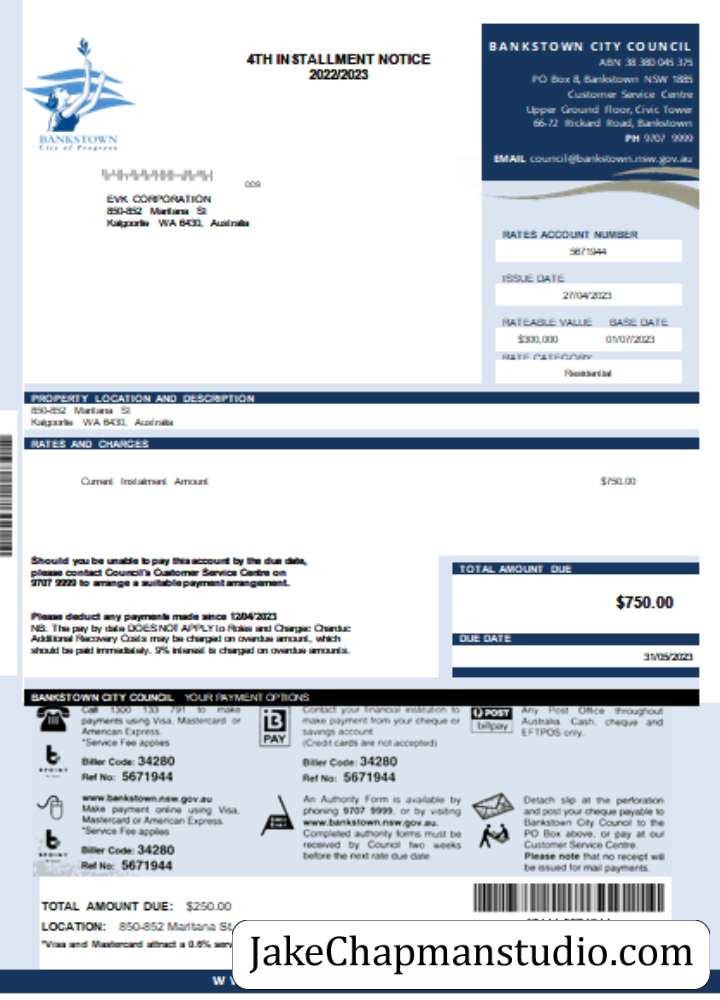 4TH INSTALLMENT NOTICE
2022/2023
BANKSTOWN
City of Progress
BANKSTOWN CITY COUNCIL
ABN 38 380 045 375
PO Box 8, Bankstown NSW 1885
Customer Service Centre
Upper Ground Floor, Civic Tower
66-72 Rickard Road, Bankstown
PH 9707 9999
EMAIL council@bankstown.nsw.gov.au
009
EVK CORPORATION
850-852 Maritana St
Kalgoorlie WA 6430, Australia
RATES ACCOUNT NUMBER
5671944
ISSUE DATE
27/04/2023
RATEABLE VALUE BASE DATE
$300,000 01/07/2023
RATE CATEGORY
Residential
PROPERTY LOCATION AND DESCRIPTION
850-852 Maritana St
Kalgoorlie WA 6430, Australia
RATES AND CHARGES
Current Instalment Amount $750.00
Should you be unable to pay this account by the due date,
please contact Council's Customer Service Centre on
9707 9999 to arrange a suitable payment arrangement.
TOTAL AMOUNT DUE
$750.00
Please deduct any payments made since 12/04/2023
NB. The pay by date DOES NOT APPLY to Rates and Charges
Additional Recovery Costs may be charged on overdue amount, which
should be paid immediately. 9% interest is charged on overdue amounts.
DUE DATE
31/05/2023
BANKSTOWN CITY COUNCIL YOUR PAYMENT OPTIONS
Call 1300 133 791 to make
payments using Visa, Mastercard or
American Express.
*Service Fee applies
Biller Code: 34280
Ref No: 5671944
BPOINT
B
PAY
Contact your financial institution to
make payment from your cheque or
savings account
(Credit cards are not accepted)
Biller Code: 34280
Ref No: 5671944
POST
billpay
Any Post Office throughout
Australia. Cash, cheque and
EFTPOS only.
www.bankstown.nsw.gov.au
Make payment online using Visa,
Mastercard or American Express.
*Service Fee applies
Biller Code: 34280
Ref No: 5671944
BPOINT
An Authority Form is available by
phoning 9707 9999, or by visiting
www.bankstown.nsw.gov.au.
Completed authority forms must be
received by Council two weeks
before the next rate due date
Detach slip at the perforation
and post your cheque payable to
Bankstown City Council to the
PO Box above, or pay at our
Customer Service Centre.
Please note that no receipt will
be issued for mail payments.
TOTAL AMOUNT DUE: $250.00
LOCATION: 850-852 Maritana St
*Visa and Mastercard attract a 0.6% serv
W
JakeChapmanstudio.com